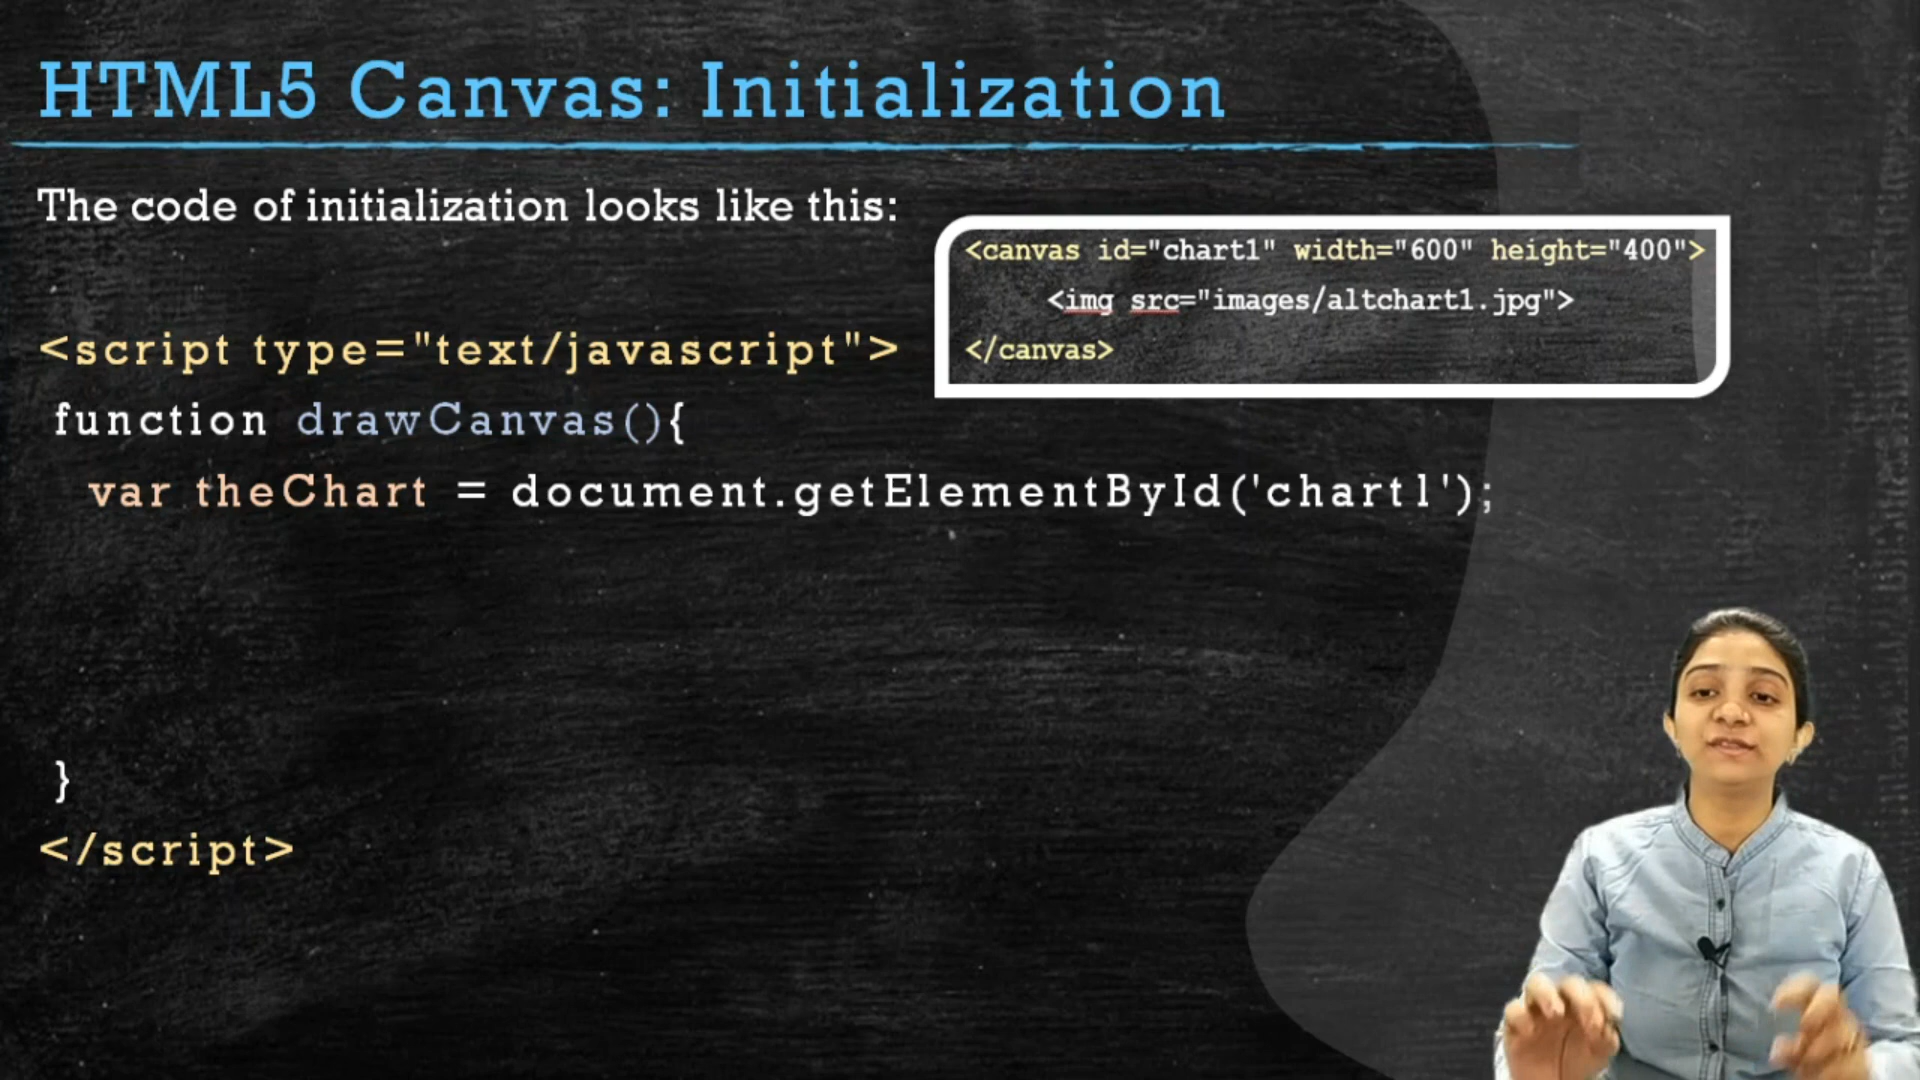 HTML5 Canvas: Initialization
The code of initialization looks like this:
<canvas id="chart1" width="600" height="400">
<img src="images/altchart1.jpg">
</canvas>
<script type="text/javascript">
function drawCanvas(){
var theChart = document.getElementById('chart1');
}
</script>